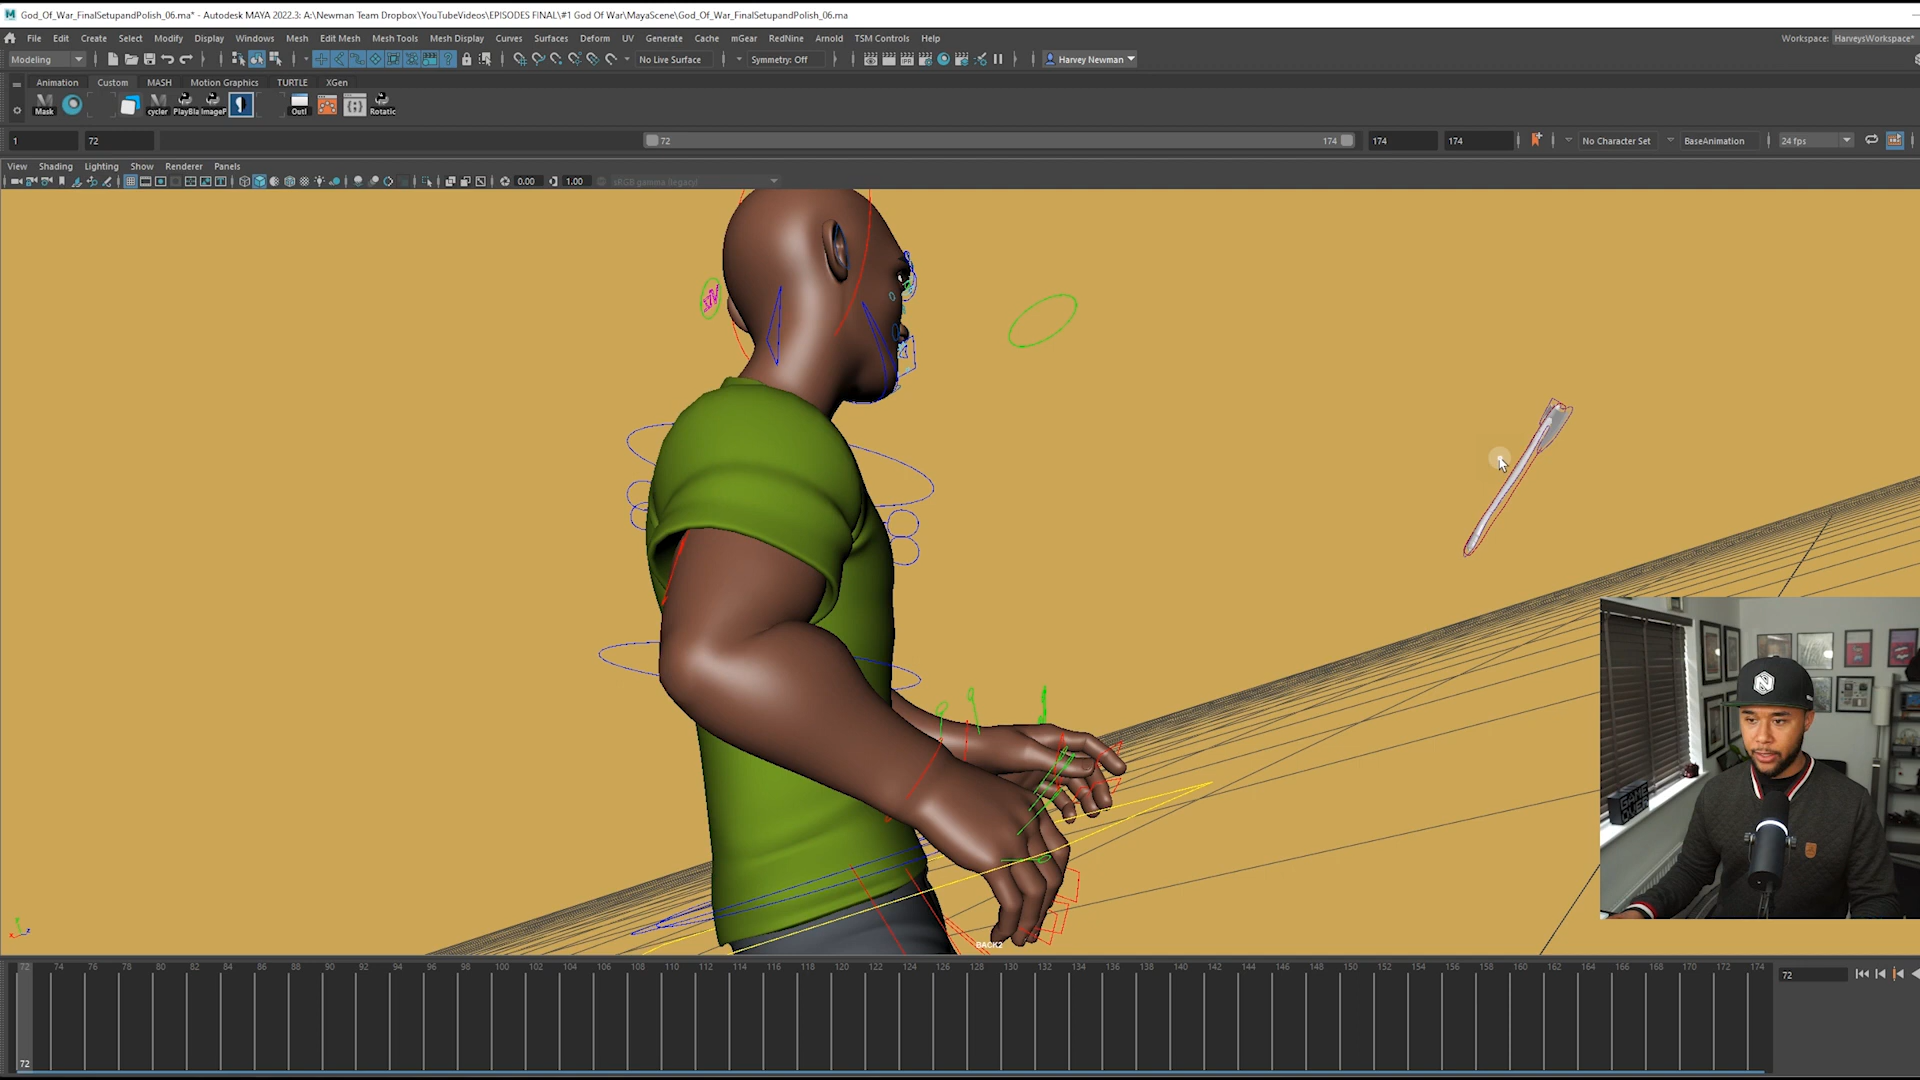 God_Of_War_FinalSetupandPolish_06.ma* - Autodesk MAYA 2022.3: A:\Newman Team Dropbox\YouTubeVideos\EPISODES FINAL\#1 God Of War\MayaScene\God_Of_War_FinalSetupandPolish_06.ma
File Edit Create Select Modify Display Windows Mesh Edit Mesh Mesh Tools Mesh Display Curves Surfaces Deform UV Generate Cache mGear RedNine Arnold TSM Controls Help Workspace: HarveysWorkspace*
Modeling No Live Surface Symmetry: Off Harvey Newman
Animation Custom MASH Motion Graphics TURTLE XGen
Mask cycler PlayBla ImageP Outl Rotatic
1 72 72 174 174 174 No Character Set BaseAnimation 24 fps
View Shading Lighting Show Renderer Panels
0.00 1.00 sRGB gamma (legacy)
BACK2
72 74 76 78 80 82 84 86 88 90 92 94 96 98 100 102 104 106 108 110 112 114 116 118 120 122 124 126 128 130 132 134 136 138 140 142 144 146 148 150 152 154 156 158 160 162 164 166 168 170 172 174 72
72